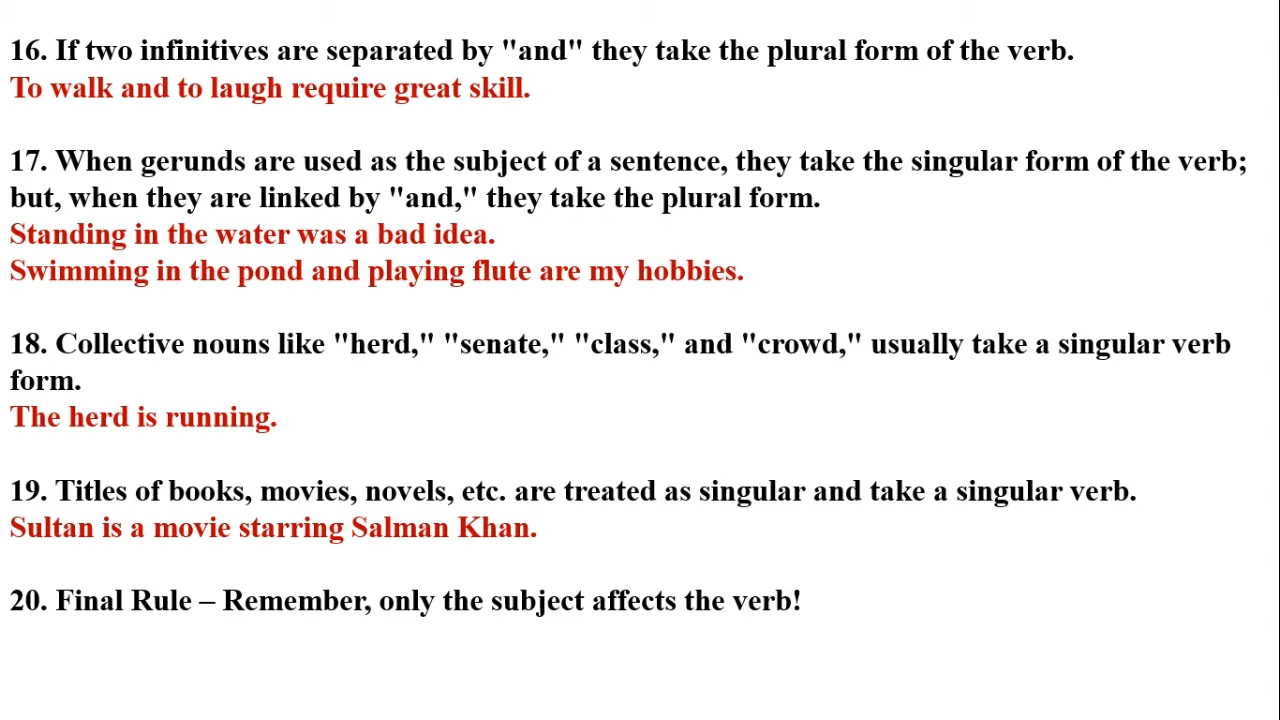 16. If two infinitives are separated by "and" they take the plural form of the verb.
To walk and to laugh require great skill.
17. When gerunds are used as the subject of a sentence, they take the singular form of the verb;
but, when they are linked by "and," they take the plural form.
Standing in the water was a bad idea.
Swimming in the pond and playing flute are my hobbies.
18. Collective nouns like "herd," "senate," "class," and "crowd," usually take a singular verb
form.
The herd is running.
19. Titles of books, movies, novels, etc. are treated as singular and take a singular verb.
Sultan is a movie starring Salman Khan.
20. Final Rule – Remember, only the subject affects the verb!